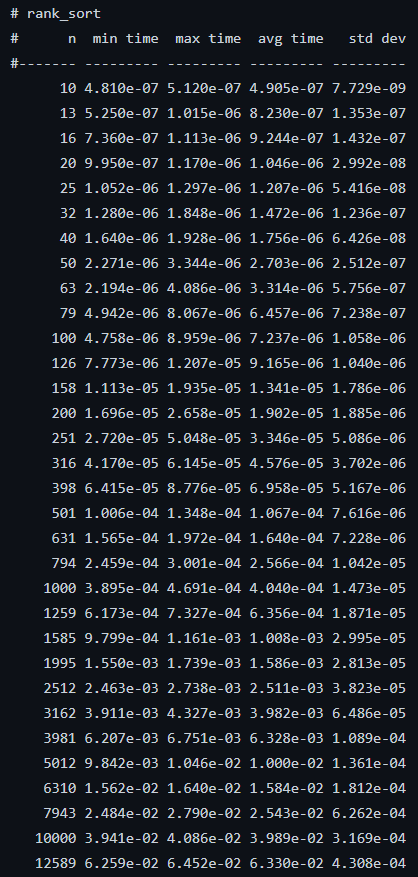 # rank_sort
#      n  min time  max time  avg time   std dev
#------- --------- --------- --------- ---------
      10 4.810e-07 5.120e-07 4.905e-07 7.729e-09
      13 5.250e-07 1.015e-06 8.230e-07 1.353e-07
      16 7.360e-07 1.113e-06 9.244e-07 1.432e-07
      20 9.950e-07 1.170e-06 1.046e-06 2.992e-08
      25 1.052e-06 1.297e-06 1.207e-06 5.416e-08
      32 1.280e-06 1.848e-06 1.472e-06 1.236e-07
      40 1.640e-06 1.928e-06 1.756e-06 6.426e-08
      50 2.271e-06 3.344e-06 2.703e-06 2.512e-07
      63 2.194e-06 4.086e-06 3.314e-06 5.756e-07
      79 4.942e-06 8.067e-06 6.457e-06 7.238e-07
     100 4.758e-06 8.959e-06 7.237e-06 1.058e-06
     126 7.773e-06 1.207e-05 9.165e-06 1.040e-06
     158 1.113e-05 1.935e-05 1.341e-05 1.786e-06
     200 1.696e-05 2.658e-05 1.902e-05 1.885e-06
     251 2.720e-05 5.048e-05 3.346e-05 5.086e-06
     316 4.170e-05 6.145e-05 4.576e-05 3.702e-06
     398 6.415e-05 8.776e-05 6.958e-05 5.167e-06
     501 1.006e-04 1.348e-04 1.067e-04 7.616e-06
     631 1.565e-04 1.972e-04 1.640e-04 7.228e-06
     794 2.459e-04 3.001e-04 2.566e-04 1.042e-05
    1000 3.895e-04 4.691e-04 4.040e-04 1.473e-05
    1259 6.173e-04 7.327e-04 6.356e-04 1.871e-05
    1585 9.799e-04 1.161e-03 1.008e-03 2.995e-05
    1995 1.550e-03 1.739e-03 1.586e-03 2.813e-05
    2512 2.463e-03 2.738e-03 2.511e-03 3.823e-05
    3162 3.911e-03 4.327e-03 3.982e-03 6.486e-05
    3981 6.207e-03 6.751e-03 6.328e-03 1.089e-04
    5012 9.842e-03 1.046e-02 1.000e-02 1.361e-04
    6310 1.562e-02 1.640e-02 1.584e-02 1.812e-04
    7943 2.484e-02 2.790e-02 2.543e-02 6.262e-04
   10000 3.941e-02 4.086e-02 3.989e-02 3.169e-04
   12589 6.259e-02 6.452e-02 6.330e-02 4.308e-04